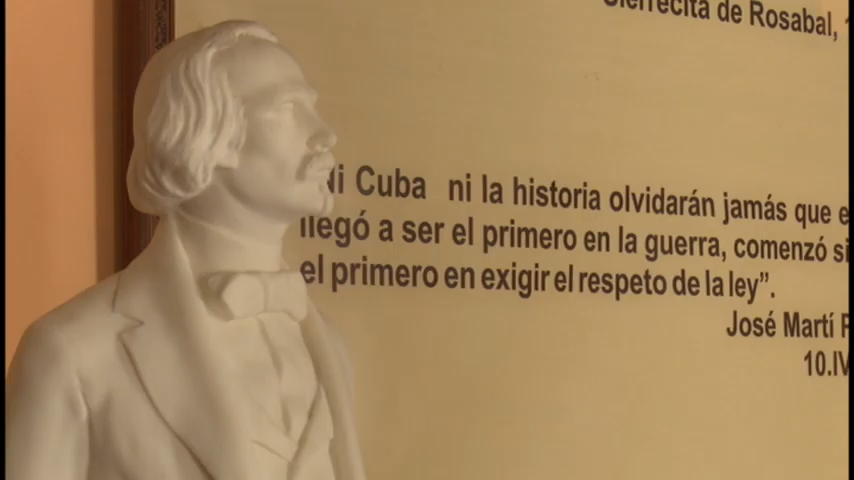 de Rosabal,
Ni Cuba ni la historia olvidarán jamás que
llegó a ser el primero en la guerra, comenzó
el primero en exigir el respeto de la ley”.
José Martí
10.IV